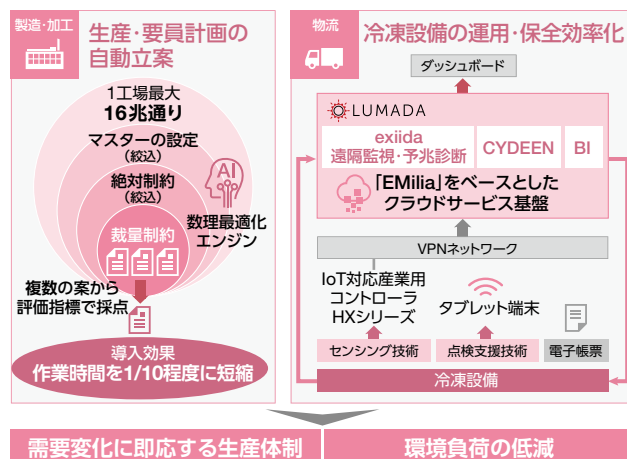 製造・加工
生産・要員計画の
自動立案
1工場最大
16兆通り
マスターの設定
(絞込)
絶対制約
(絞込)
AI
数理最適化
エンジン
裁量制約
複数の案から
評価指標で採点
導入効果
作業時間を1/10程度に短縮
物流
冷凍設備の運用・保全効率化
ダッシュボード
LUMADA
exiida
遠隔監視・予兆診断
CYDEEN
BI
「EMilia」をベースとした
クラウドサービス基盤
VPNネットワーク
IoT対応産業用
コントローラ
HXシリーズ
タブレット端末
センシング技術
点検支援技術
電子帳票
冷凍設備
需要変化に即応する生産体制
環境負荷の低減